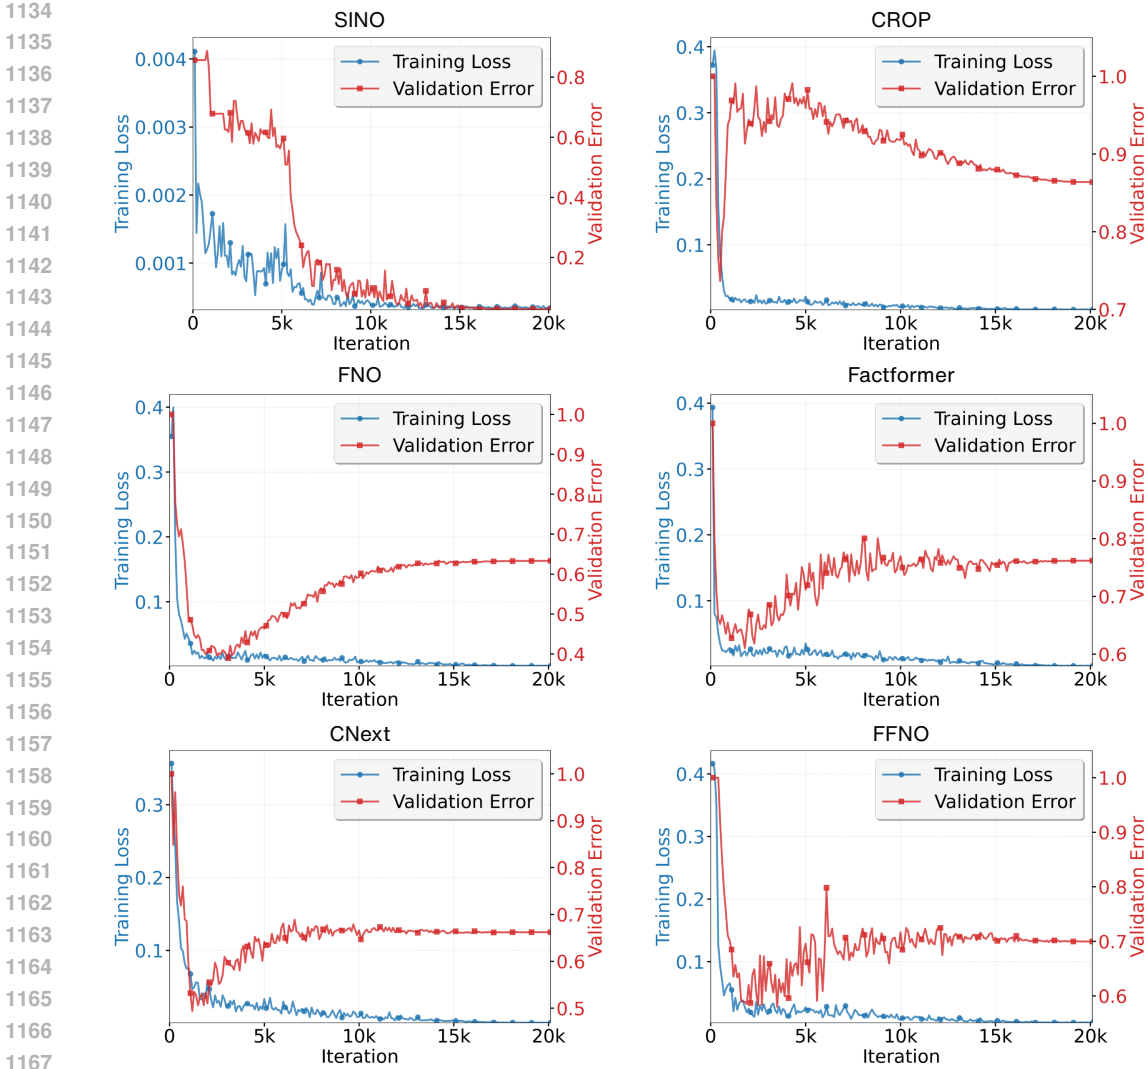 1134
1135
1136
1137
1138
1139
1140
1141
1142
1143
1144
1145
1146
1147
1148
1149
1150
1151
1152
1153
1154
1155
1156
1157
1158
1159
1160
1161
1162
1163
1164
1165
1166
1167
SINO
Training Loss
Validation Error
0.004
0.003
0.002
0.001
Training Loss
0.8
0.6
0.4
0.2
Validation Error
0 5k 10k 15k 20k
Iteration
CROP
Training Loss
Validation Error
0.4
0.3
0.2
0.1
Training Loss
1.0
0.9
0.8
0.7
Validation Error
0 5k 10k 15k 20k
Iteration
FNO
Training Loss
Validation Error
0.4
0.3
0.2
0.1
Training Loss
1.0
0.9
0.8
0.7
0.6
0.5
0.4
Validation Error
0 5k 10k 15k 20k
Iteration
Factformer
Training Loss
Validation Error
0.4
0.3
0.2
0.1
Training Loss
1.0
0.9
0.8
0.7
0.6
Validation Error
0 5k 10k 15k 20k
Iteration
CNext
Training Loss
Validation Error
0.3
0.2
0.1
Training Loss
1.0
0.9
0.8
0.7
0.6
0.5
Validation Error
0 5k 10k 15k 20k
Iteration
FFNO
Training Loss
Validation Error
0.4
0.3
0.2
0.1
Training Loss
1.0
0.9
0.8
0.7
0.6
Validation Error
0 5k 10k 15k 20k
Iteration